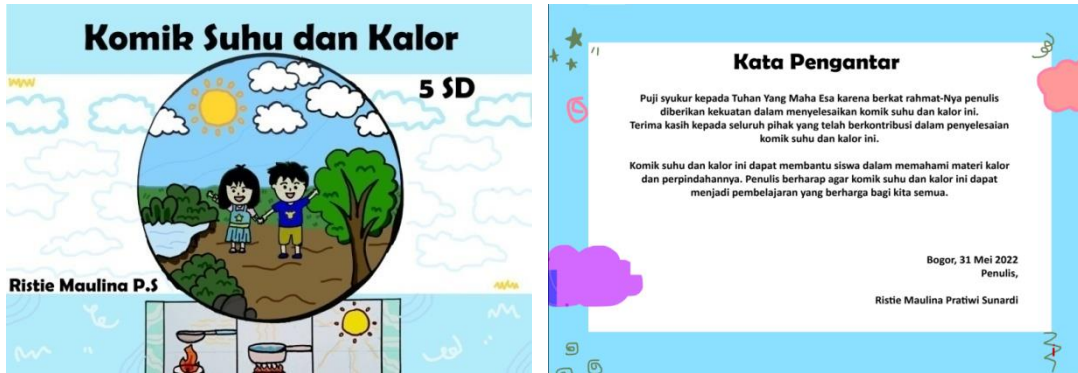 Komik Suhu dan Kalor
5 SD
Ristie Maulina P.S
Kata Pengantar
Puji syukur kepada Tuhan Yang Maha Esa karena berkat rahmat-Nya penulis
diberikan kekuatan dalam menyelesaikan komik suhu dan kalor ini.
Terima kasih kepada seluruh pihak yang telah berkontribusi dalam penyelesaian
komik suhu dan kalor ini.
Komik suhu dan kalor ini dapat membantu siswa dalam memahami materi kalor
dan perpindahannya. Penulis berharap agar komik suhu dan kalor ini dapat
menjadi pembelajaran yang berharga bagi kita semua.
Bogor, 31 Mei 2022
Penulis,
Ristie Maulina Pratiwi Sunardi